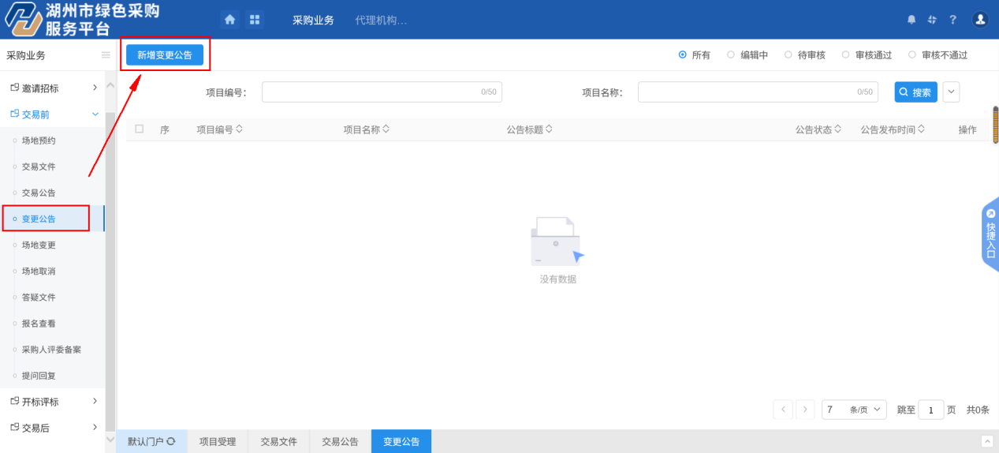 湖州市绿色采购
服务平台
采购业务
代理机构...
?
采购业务
新增变更公告
所有
编辑中
待审核
审核通过
审核不通过
邀请招标
交易前
场地预约
交易文件
交易公告
变更公告
场地变更
场地取消
答疑文件
报名查看
采购人评委备案
提问回复
开标评标
交易后
项目编号：
0/50
项目名称：
0/50
搜索
序
项目编号
项目名称
公告标题
公告状态
公告发布时间
操作
没有数据
快捷入口
7 条/页
跳至 1 页
共0条
默认门户
项目受理
交易文件
交易公告
变更公告